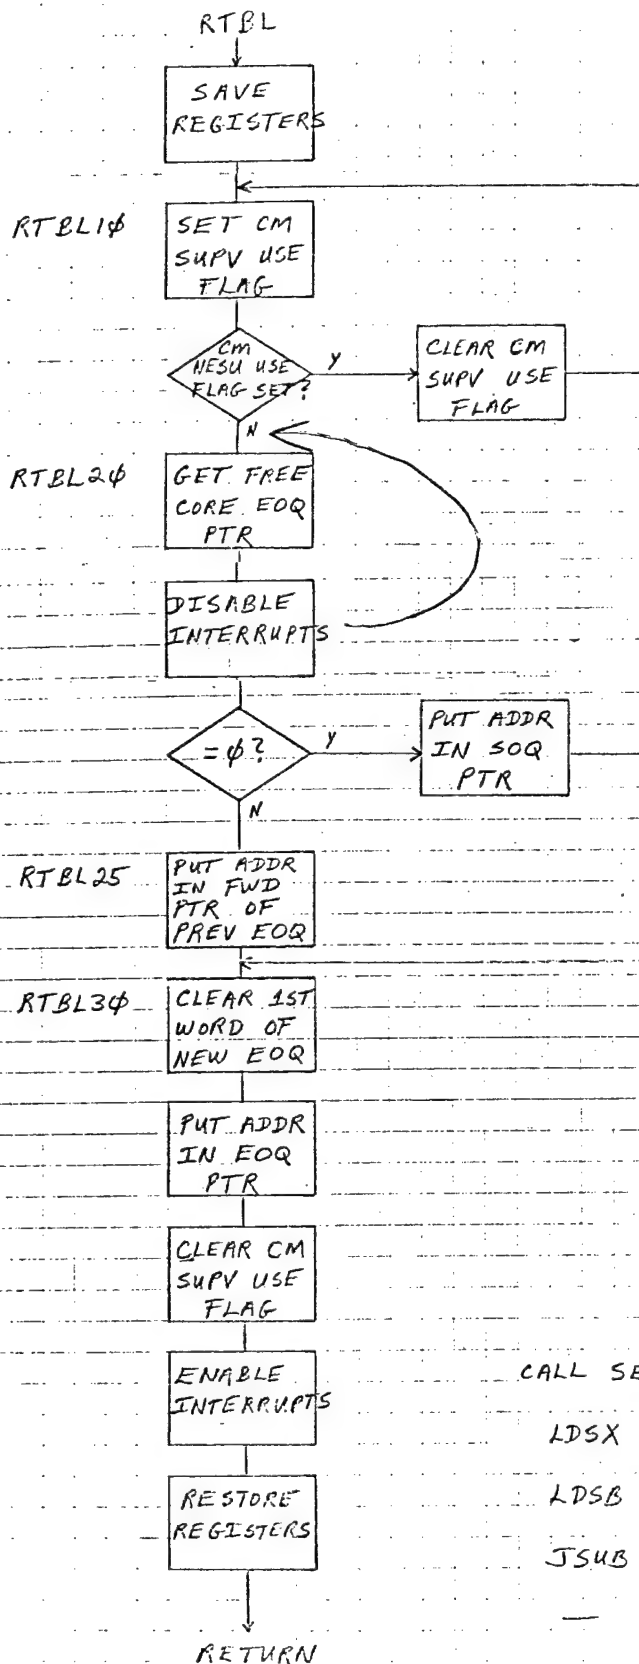 RTBL
SAVE
REGISTERS
RTBL1φ
SET CM
SUPV USE
FLAG
CM
NESU USE
FLAG SET?
Y
CLEAR CM
SUPV USE
FLAG
N
RTBL2φ
GET FREE
CORE EOQ
PTR
DISABLE
INTERRUPTS
=φ?
Y
PUT ADDR
IN SOQ
PTR
N
RTBL25
PUT ADDR
IN FWD
PTR OF
PREV EOQ
RTBL3φ
CLEAR 1ST
WORD OF
NEW EOQ
PUT ADDR
IN EOQ
PTR
CLEAR CM
SUPV USE
FLAG
ENABLE
INTERRUPTS
CALL SE
LDSX
RESTORE
REGISTERS
LDSB
JSUB
RETURN